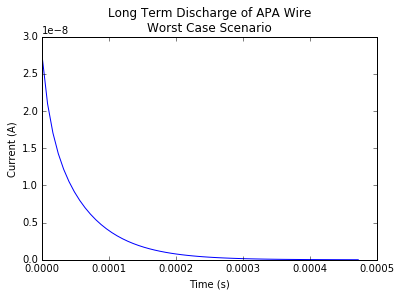 Long Term Discharge of APA Wire
Worst Case Scenario
1e−8
3.0
2.5
2.0
1.5
1.0
0.5
0.0
Current (A)
0.0000 0.0001 0.0002 0.0003 0.0004 0.0005
Time (s)